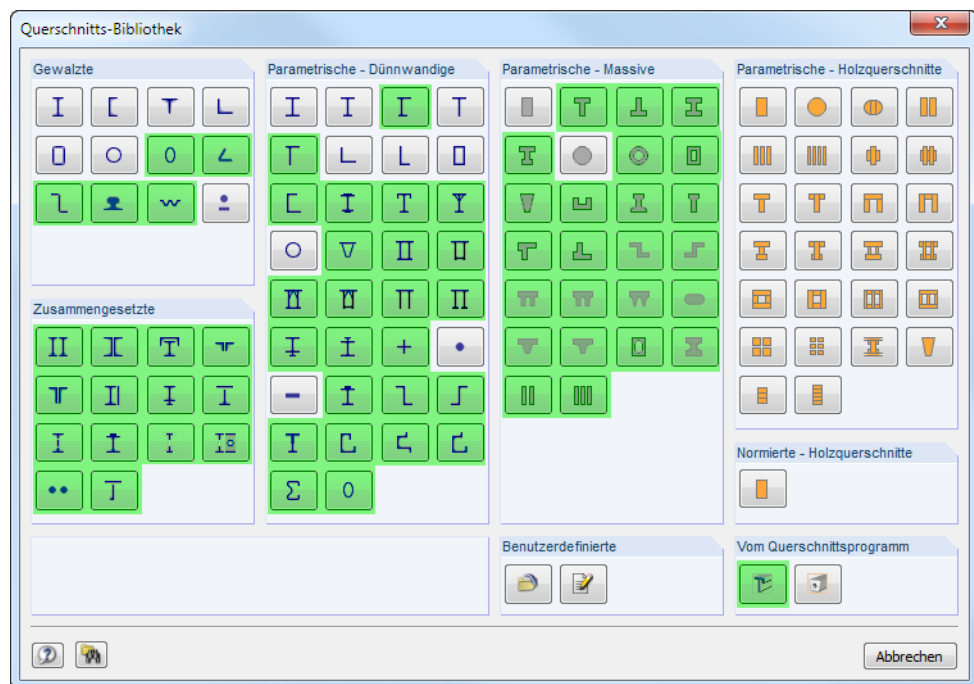 Querschnitts-Bibliothek
Gewalzte
Parametrische - Dünnwandige
Parametrische - Massive
Parametrische - Holzquerschnitte
Zusammengesetzte
Normierte - Holzquerschnitte
Benutzerdefinierte
Vom Querschnittsprogramm
Abbrechen